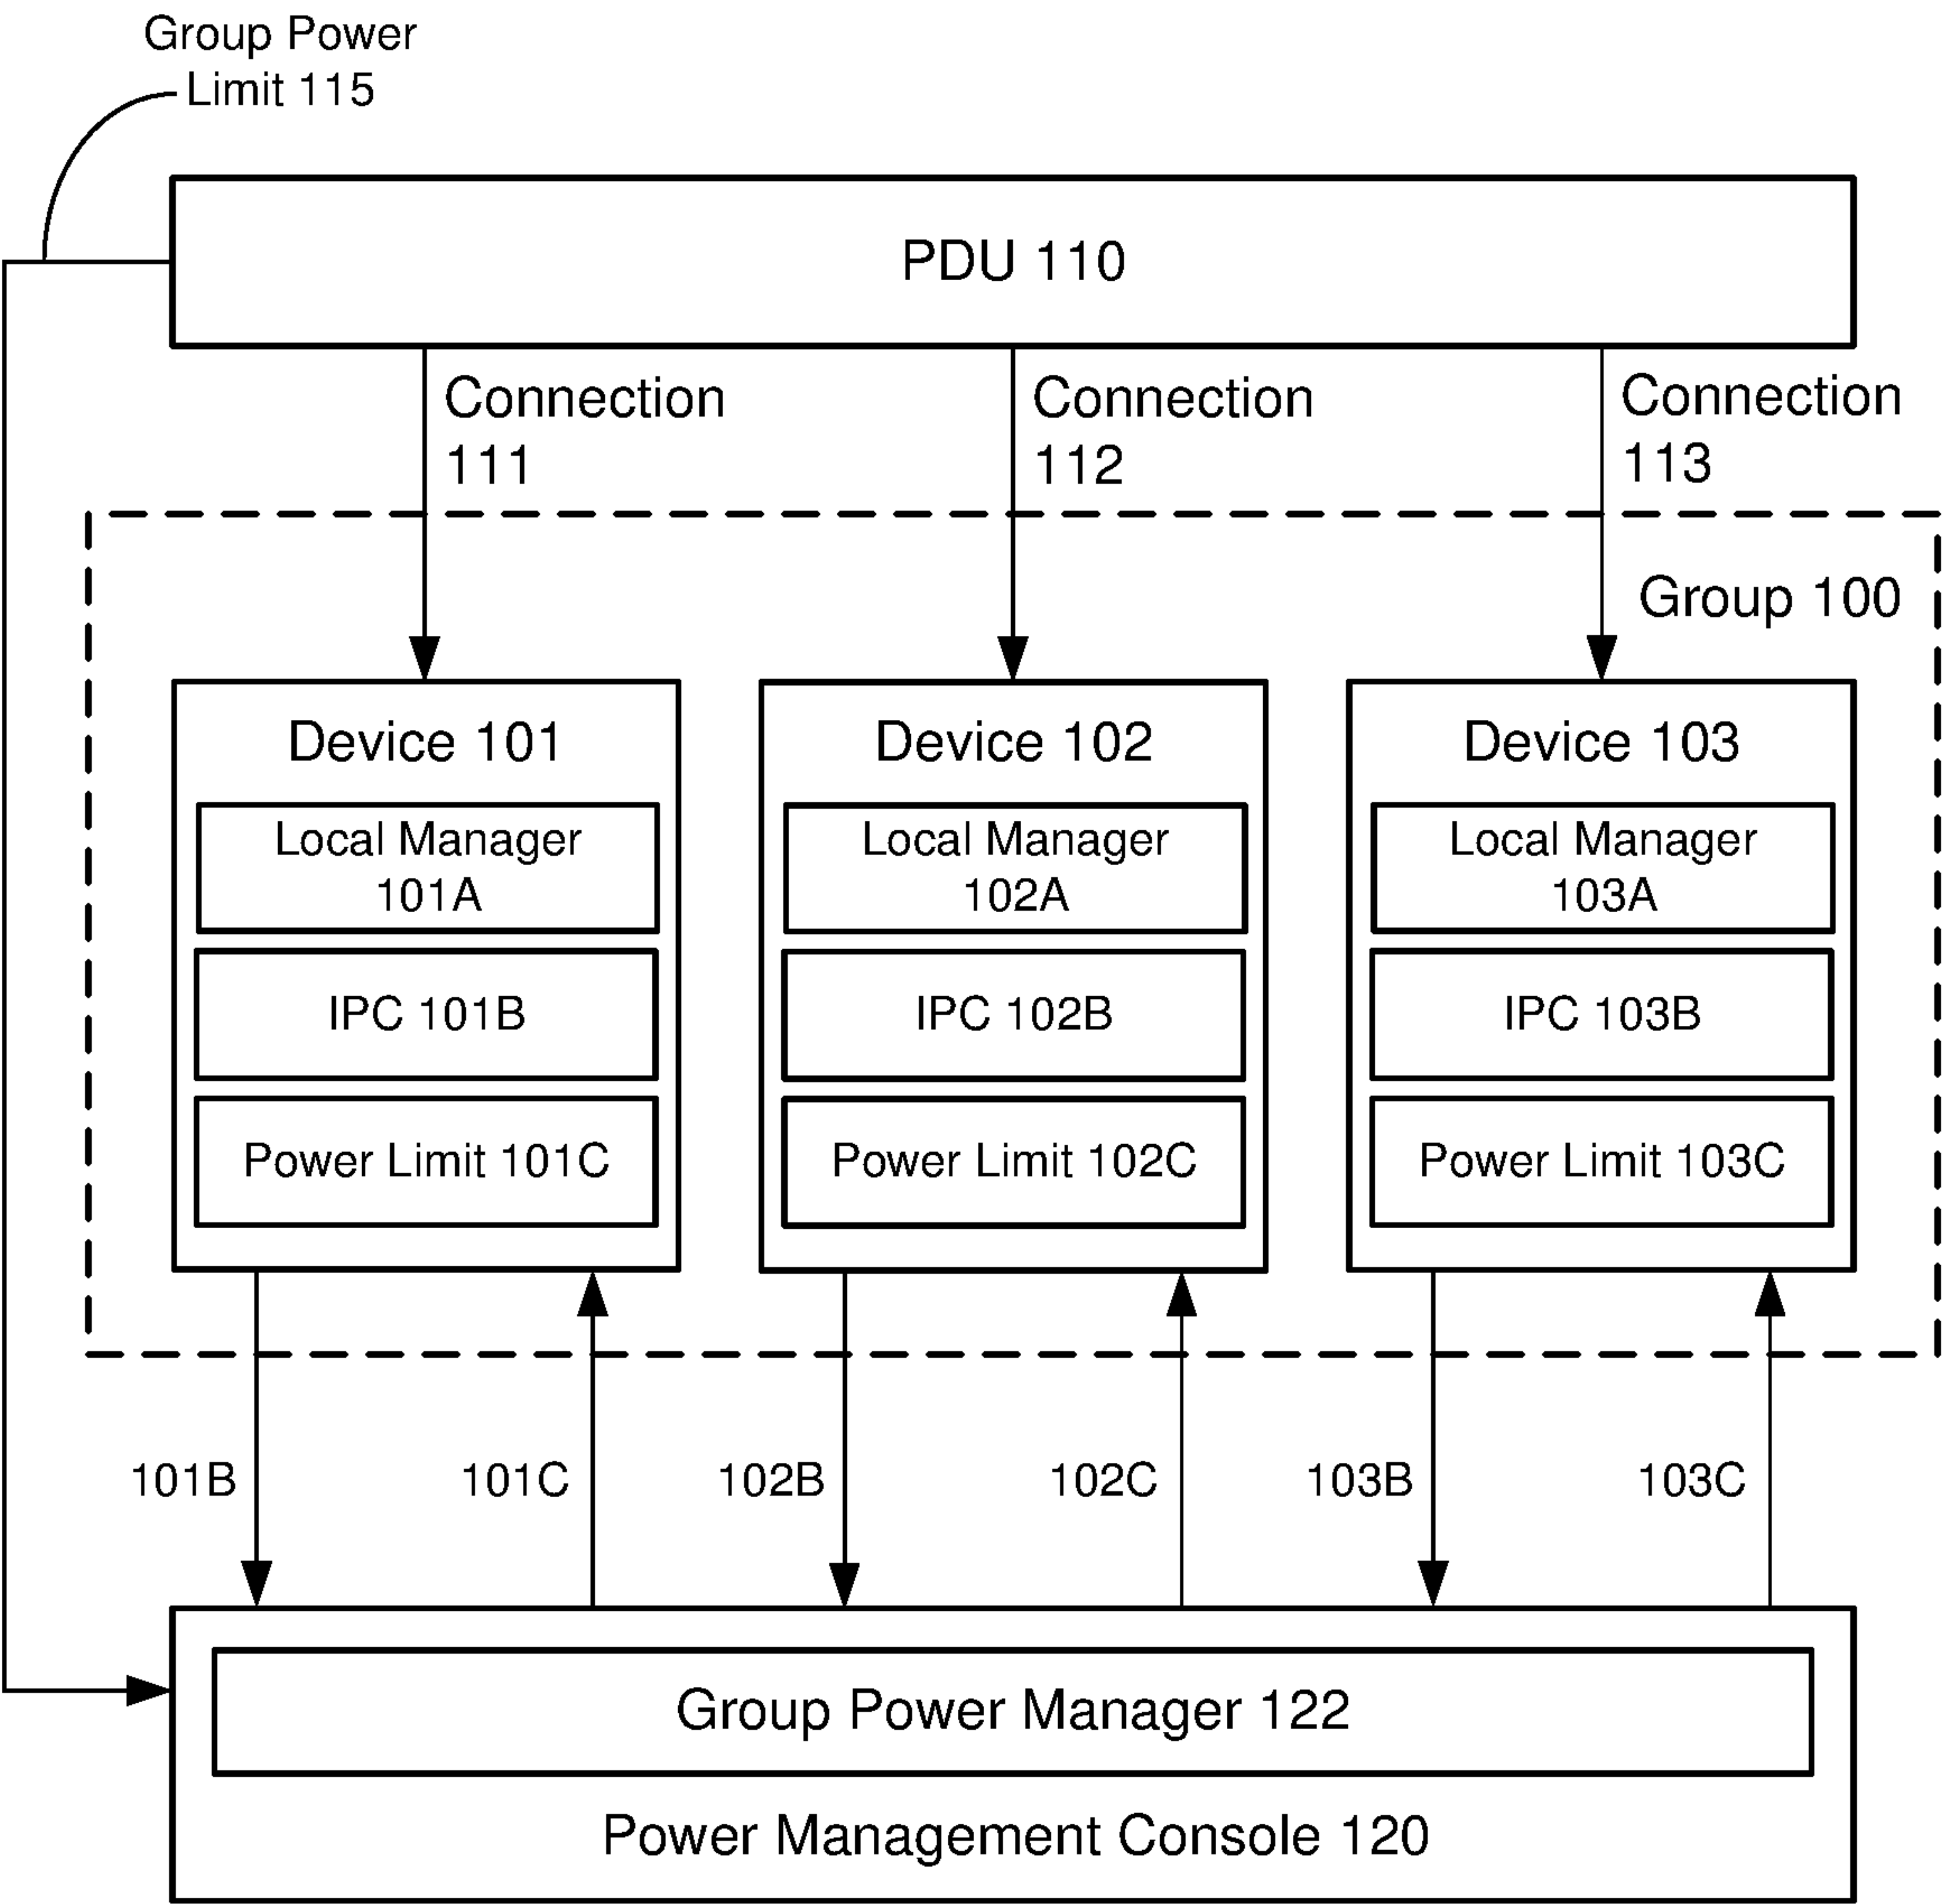 Group Power
Limit 115
PDU 110
Connection
111
Connection
112
Connection
113
Group 100
Device 101
Local Manager
101A
IPC 101B
Power Limit 101C
Device 102
Local Manager
102A
IPC 102B
Power Limit 102C
Device 103
Local Manager
103A
IPC 103B
Power Limit 103C
101B
101C
102B
102C
103B
103C
Group Power Manager 122
Power Management Console 120